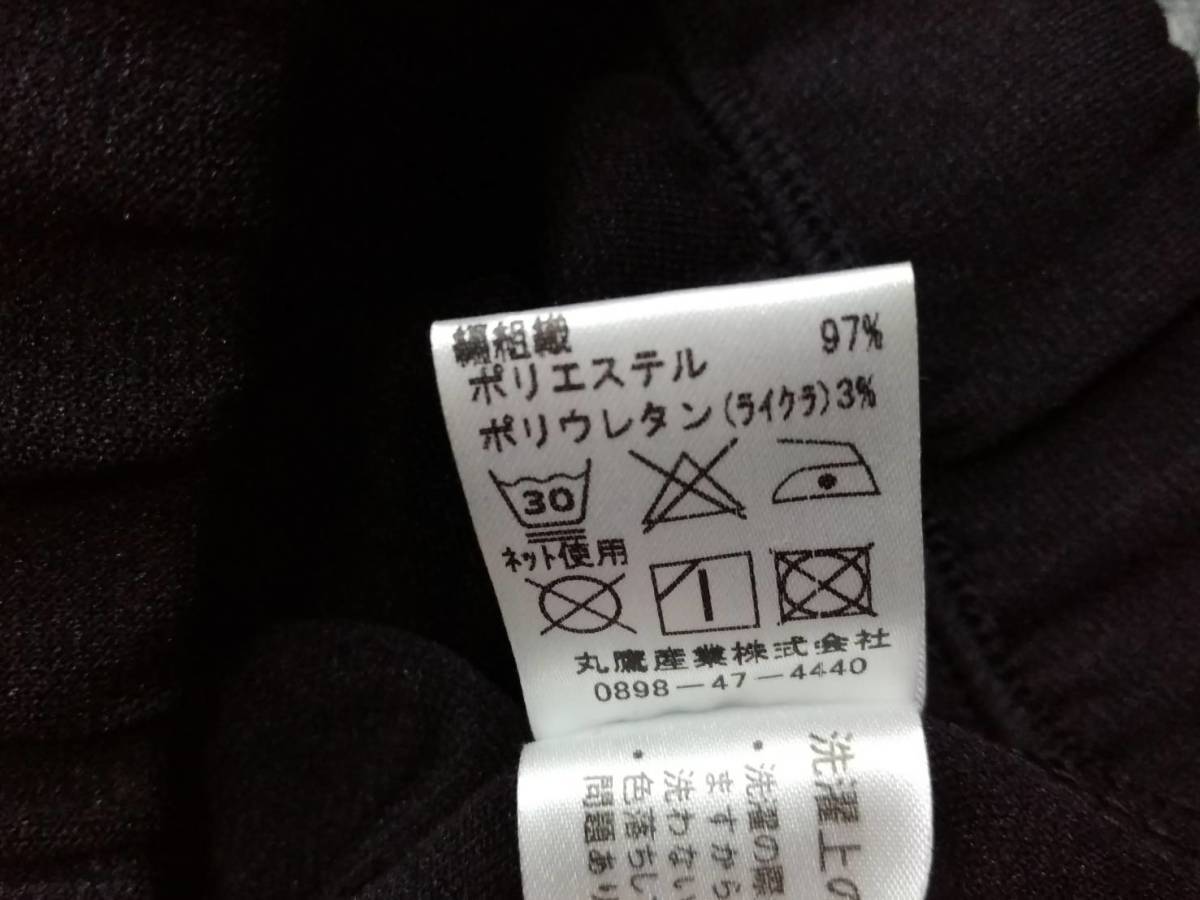 編組織
ポリエステル 97%
ポリウレタン(ライクラ)3%
30
ネット使用
丸鷹産業株式会社
0898-47-4440
洗濯上の
・洗濯の際
ますから
洗わない
・色落ちし
問題あり